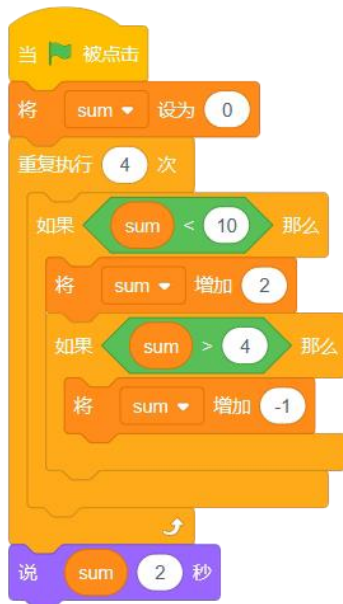 当 被点击
将 sum 设为 0
重复执行 4 次
如果 sum < 10 那么
将 sum 增加 2
如果 sum > 4 那么
将 sum 增加 -1
说 sum 2 秒